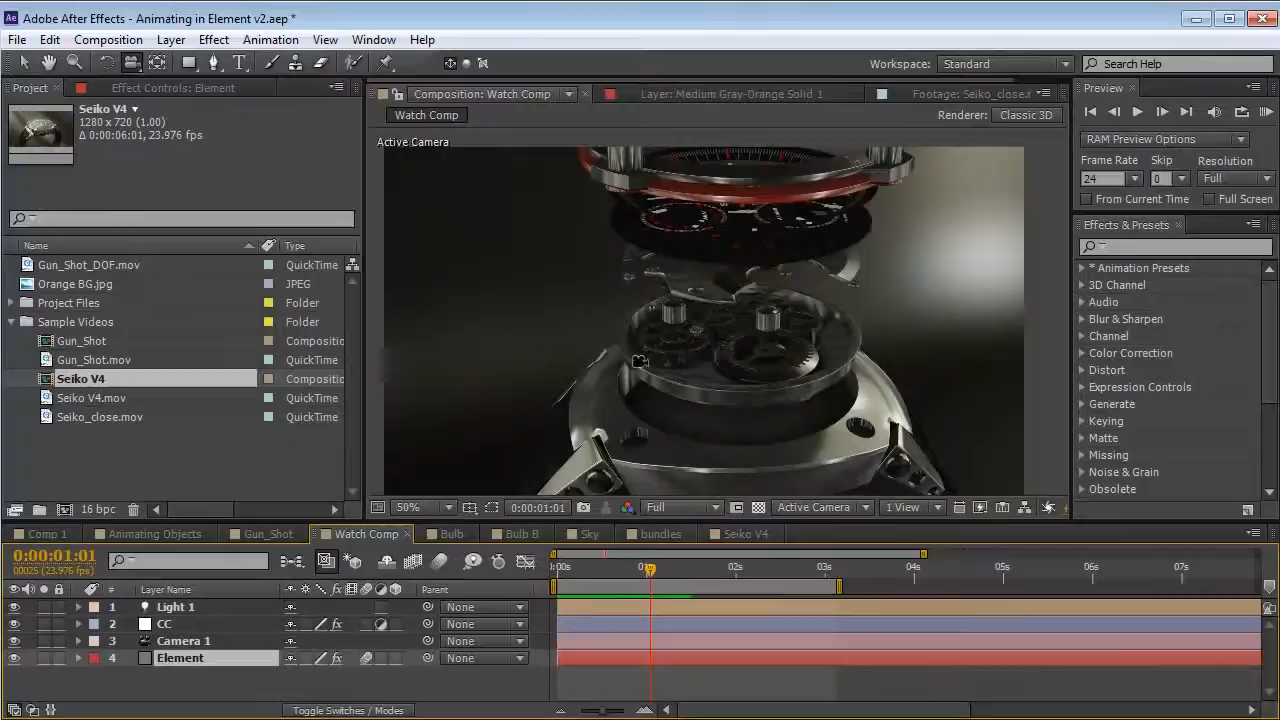 Adobe After Effects - Animating in Element v2.aep *
File Edit Composition Layer Effect Animation View Window Help
Workspace: Standard Search Help
Project Effect Controls: Element
Seiko V4
1280 x 720 (1.00)
Δ 0:00:06:01, 23.976 fps
Name Type
Gun_Shot_DOF.mov QuickTime
Orange BG.jpg JPEG
Project Files Folder
Sample Videos Folder
Gun_Shot Compositic
Gun_Shot.mov QuickTime
Seiko V4 Compositic
Seiko V4.mov QuickTime
Seiko_close.mov QuickTime
16 bpc
Composition: Watch Comp Layer: Medium Gray-Orange Solid 1 Footage: Seiko_close.r
Watch Comp Renderer: Classic 3D
Active Camera
50% 0:00:01:01 Full Active Camera 1 View
Preview
RAM Preview Options
Frame Rate Skip Resolution
24 0 Full
From Current Time Full Screen
Effects & Presets
* Animation Presets
3D Channel
Audio
Blur & Sharpen
Channel
Color Correction
Distort
Expression Controls
Generate
Keying
Matte
Missing
Noise & Grain
Obsolete
Comp 1 Animating Objects Gun_Shot Watch Comp Bulb Bulb B Sky bundles Seiko V4
0:00:01:01
00025 (23.976 fps)
:00s 02s 03s 04s 05s 06s 07s
# Layer Name Parent
1 Light 1 None
2 CC None
3 Camera 1 None
4 Element None
Toggle Switches / Modes